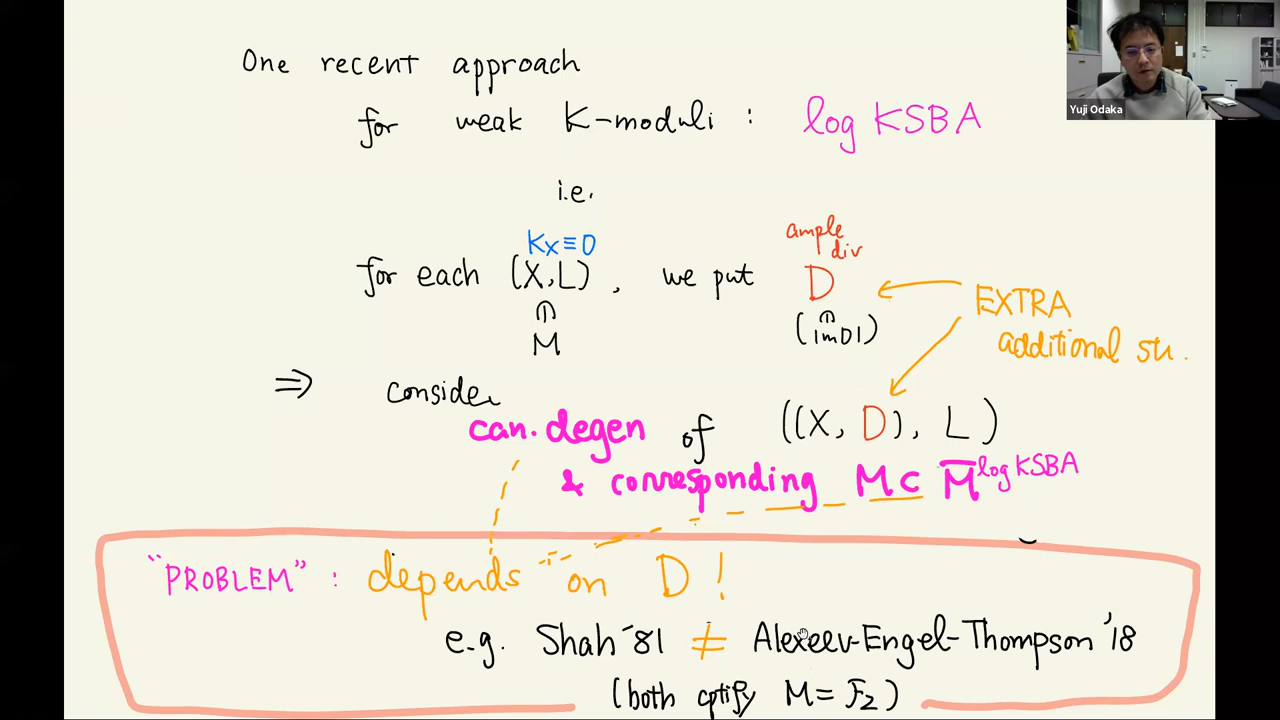 One recent approach
for weak K-moduli : log KSBA
i.e.
K_X≡0
ample div
for each (X,L), we put D
∈ M
(∈ |mD|)
EXTRA
additional str.
⇒ consider
can. degen of ((X, D), L)
& corresponding M ⊂ M̅^{log KSBA}
"PROBLEM" : depends on D !
e.g. Shah '81 ≠ Alexeev-Engel-Thompson '18
(both cptify M = F₂)
Yuji Odaka